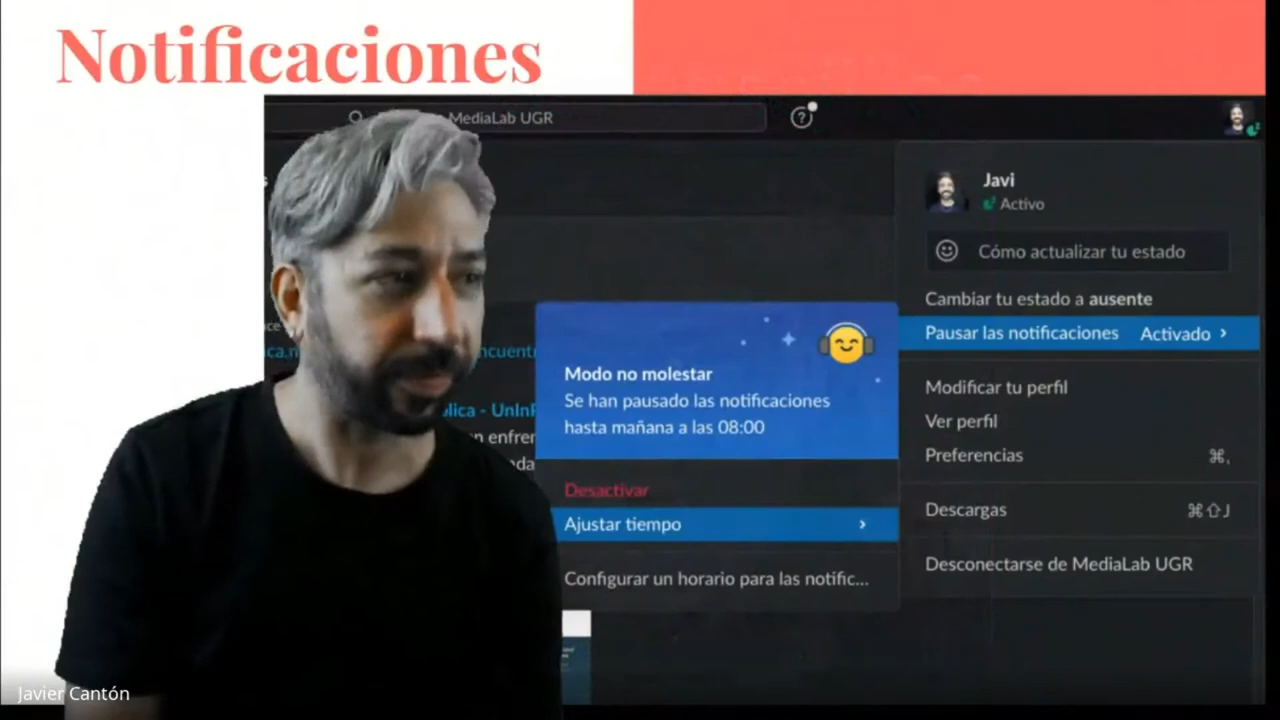 Notificaciones
MediaLab UGR
Javi
Activo
Cómo actualizar tu estado
Cambiar tu estado a ausente
Pausar las notificaciones Activado >
Modificar tu perfil
Ver perfil
Preferencias ⌘,
Descargas ⌘⇧J
Desconectarse de MediaLab UGR
Modo no molestar
Se han pausado las notificaciones
hasta mañana a las 08:00
Desactivar
Ajustar tiempo >
Configurar un horario para las notific...
Javier Cantón